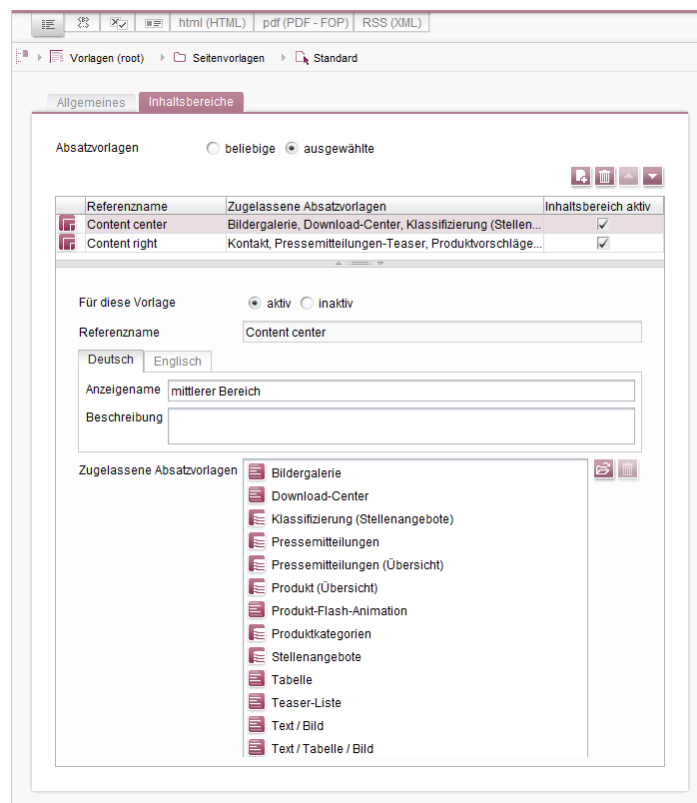 html (HTML) pdf (PDF - FOP) RSS (XML)
Vorlagen (root) Seitenvorlagen Standard
Allgemeines Inhaltsbereiche
Absatzvorlagen beliebige ausgewählte
Referenzname Zugelassene Absatzvorlagen Inhaltsbereich aktiv
Content center Bildergalerie, Download-Center, Klassifizierung (Stellen...
Content right Kontakt, Pressemitteilungen-Teaser, Produktvorschläge...
Für diese Vorlage aktiv inaktiv
Referenzname Content center
Deutsch Englisch
Anzeigename mittlerer Bereich
Beschreibung
Zugelassene Absatzvorlagen Bildergalerie
Download-Center
Klassifizierung (Stellenangebote)
Pressemitteilungen
Pressemitteilungen (Übersicht)
Produkt (Übersicht)
Produkt-Flash-Animation
Produktkategorien
Stellenangebote
Tabelle
Teaser-Liste
Text / Bild
Text / Tabelle / Bild